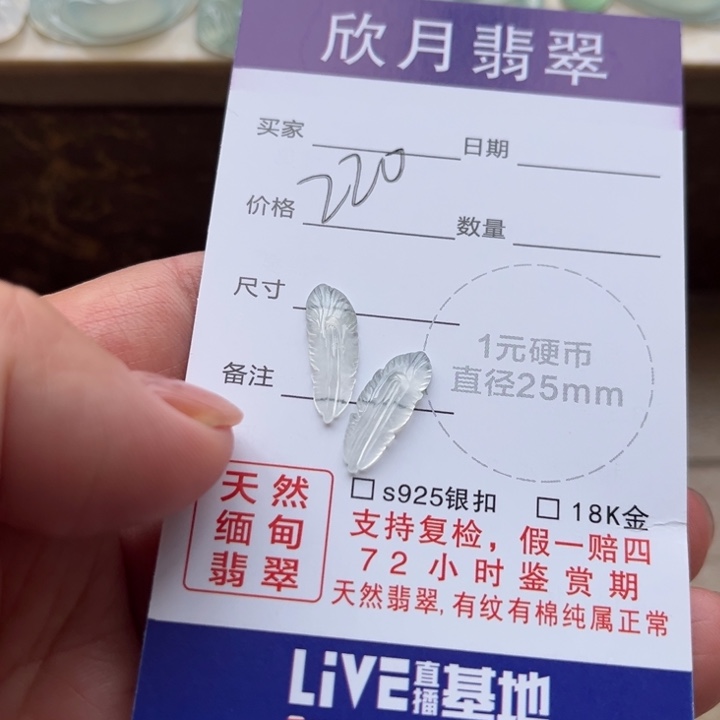 欣月翡翠
买家 日期
价格 220 数量
尺寸
1元硬币
直径25mm
备注
天然
缅甸
翡翠
□ s925银扣 □ 18K金
支持复检，假一赔四
72小时鉴赏期
天然翡翠,有纹有棉纯属正常
LiVE直播基地